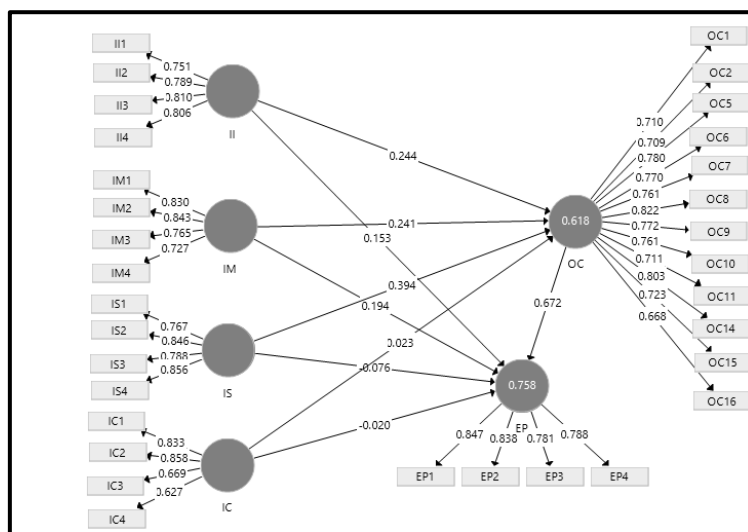 II1
II2
II3
II4
0.751
0.789
0.810
0.806
II
IM1
IM2
IM3
IM4
0.830
0.843
0.765
0.727
IM
IS1
IS2
IS3
IS4
0.767
0.846
0.788
0.856
IS
IC1
IC2
IC3
IC4
0.833
0.858
0.669
0.627
IC
0.244
0.241
0.153
0.394
0.194
0.023
-0.076
-0.020
0.672
0.618
OC
0.758
EP
0.847
0.838
0.781
0.788
EP1
EP2
EP3
EP4
0.710
0.709
0.780
0.770
0.761
0.822
0.772
0.761
0.711
0.803
0.723
0.668
OC1
OC2
OC5
OC6
OC7
OC8
OC9
OC10
OC11
OC14
OC15
OC16